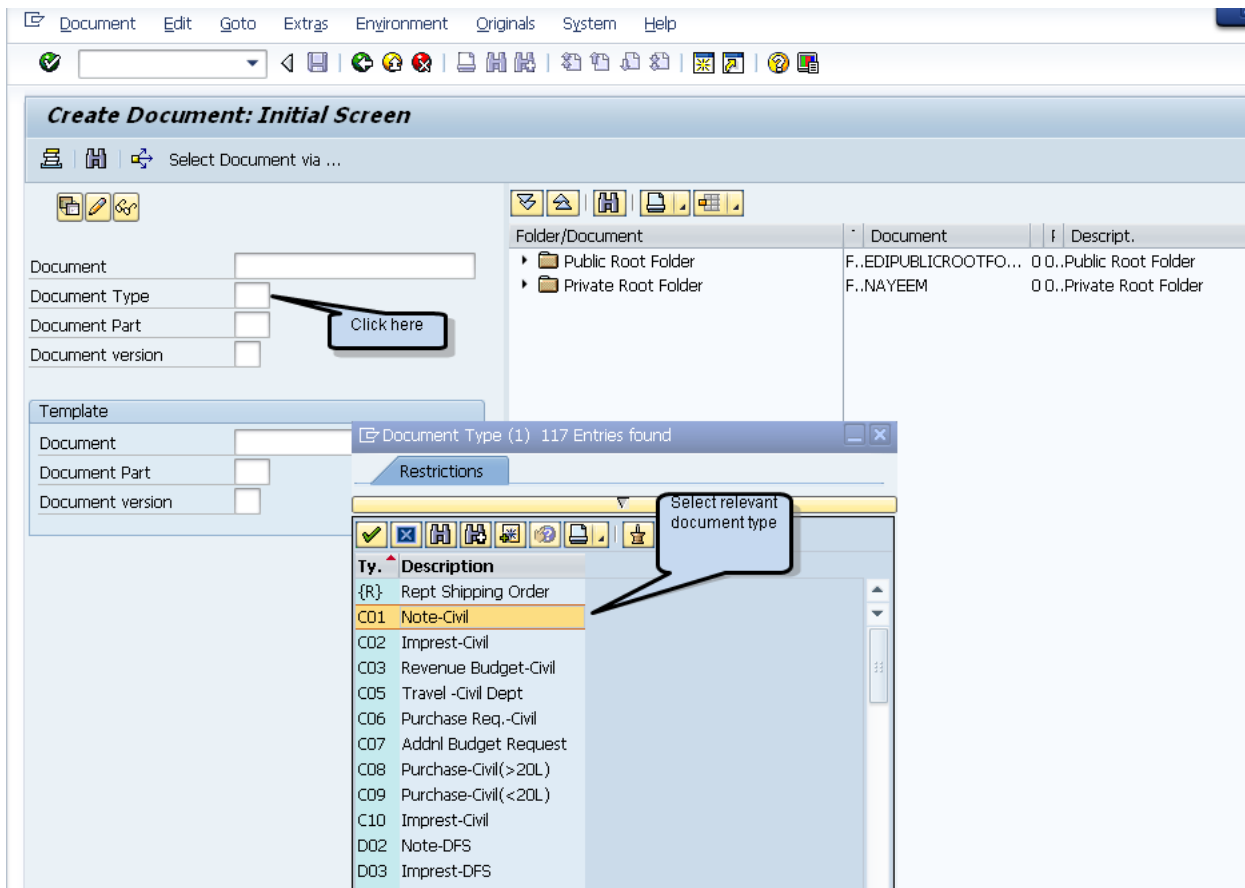 Document Edit Goto Extras Environment Originals System Help
Create Document: Initial Screen
Select Document via ...
Folder/Document Document Descript.
Public Root Folder F..EDIPUBLICROOTFO... 0 0..Public Root Folder
Private Root Folder F..NAYEEM 0 0..Private Root Folder
Document
Document Type
Document Part
Document version
Click here
Template
Document
Document Part
Document version
Document Type (1) 117 Entries found
Restrictions
Select relevant
document type
Ty. Description
{R} Rept Shipping Order
C01 Note-Civil
C02 Imprest-Civil
C03 Revenue Budget-Civil
C05 Travel -Civil Dept
C06 Purchase Req.-Civil
C07 Addnl Budget Request
C08 Purchase-Civil(>20L)
C09 Purchase-Civil(<20L)
C10 Imprest-Civil
D02 Note-DFS
D03 Imprest-DFS